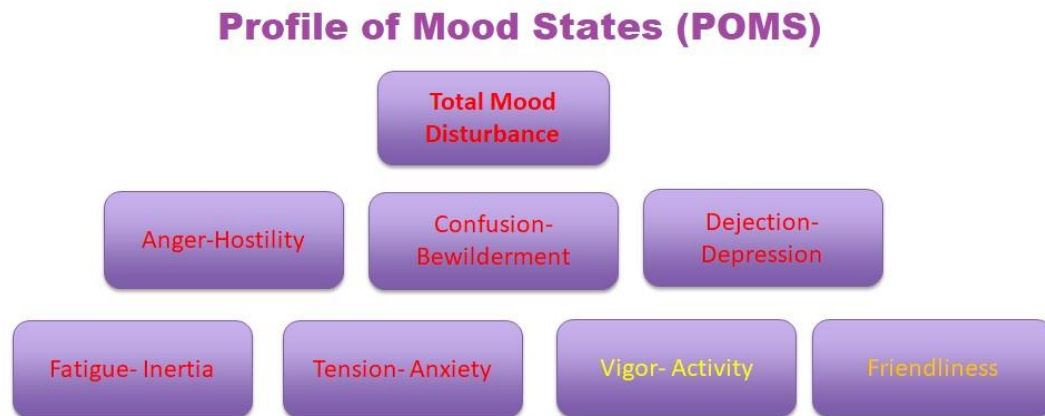 Profile of Mood States (POMS)
Total Mood
Disturbance
Anger-Hostility
Confusion-
Bewilderment
Dejection-
Depression
Fatigue- Inertia
Tension- Anxiety
Vigor- Activity
Friendliness